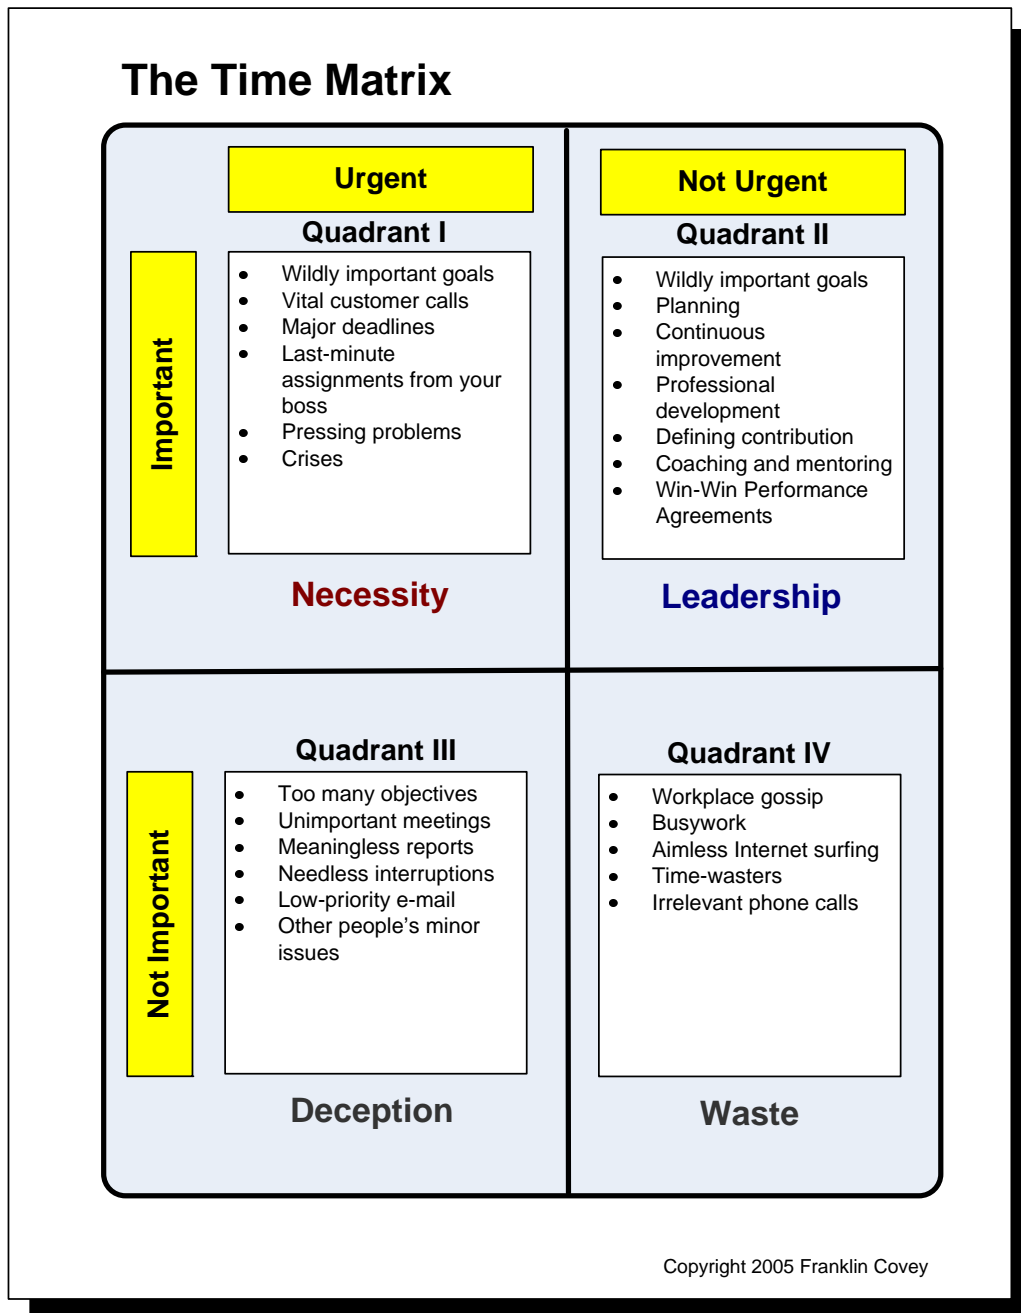 The Time Matrix
Urgent
Not Urgent
Quadrant I
Quadrant II
Important
• Wildly important goals
• Vital customer calls
• Major deadlines
• Last-minute
assignments from your
boss
• Pressing problems
• Crises
• Wildly important goals
• Planning
• Continuous
improvement
• Professional
development
• Defining contribution
• Coaching and mentoring
• Win-Win Performance
Agreements
Necessity
Leadership
Quadrant III
Quadrant IV
Not Important
• Too many objectives
• Unimportant meetings
• Meaningless reports
• Needless interruptions
• Low-priority e-mail
• Other people’s minor
issues
• Workplace gossip
• Busywork
• Aimless Internet surfing
• Time-wasters
• Irrelevant phone calls
Deception
Waste
Copyright 2005 Franklin Covey